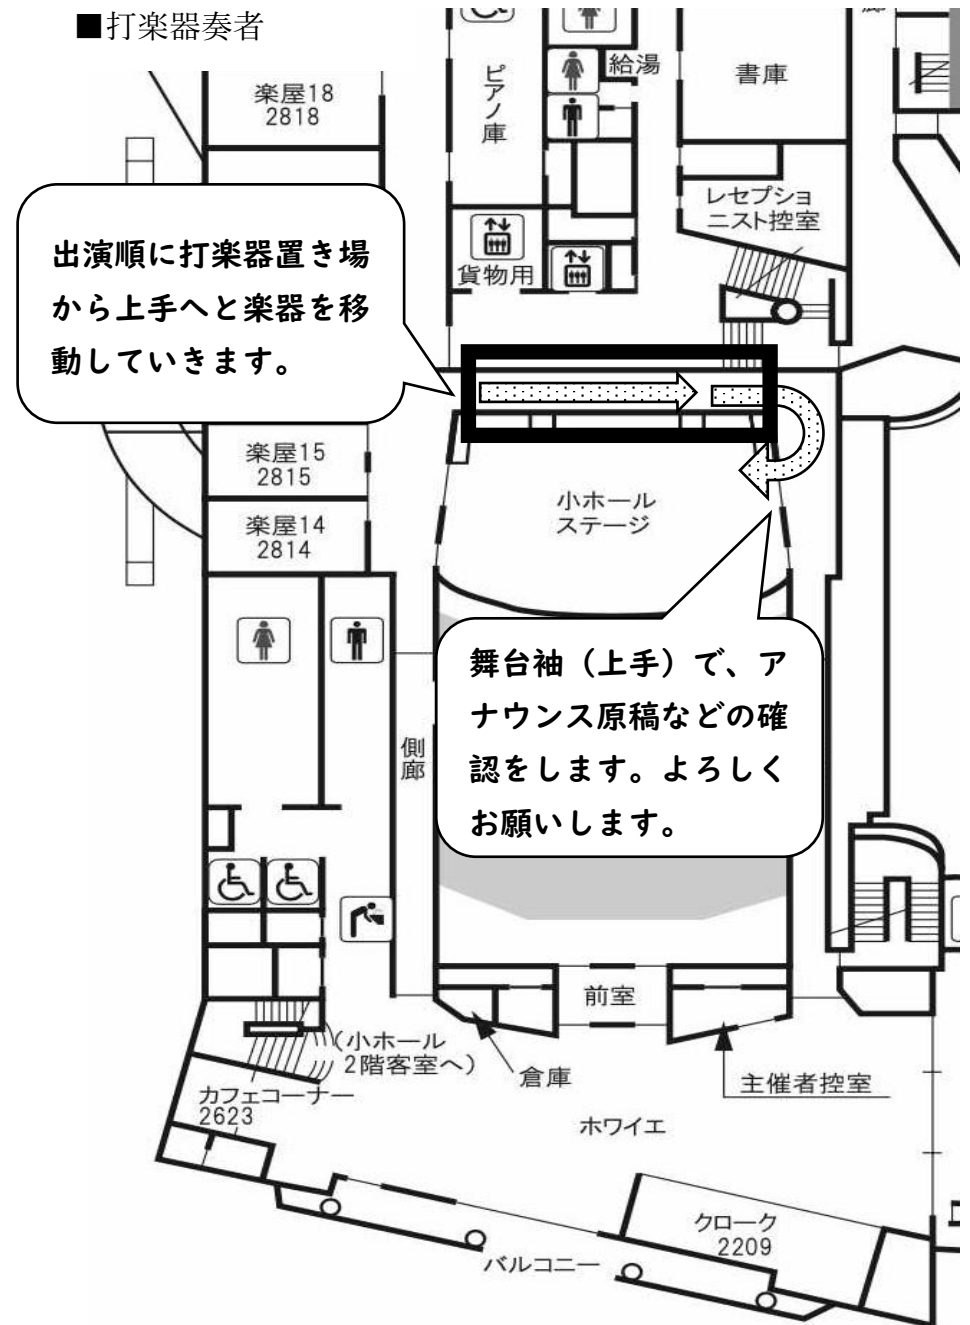 ■打楽器奏者
給湯
書庫
ピアノ庫
楽屋18
2818
レセプショ
ニスト控室
貨物用
出演順に打楽器置き場
から上手へと楽器を移
動していきます。
楽屋15
2815
楽屋14
2814
小ホール
ステージ
舞台袖（上手）で、ア
ナウンス原稿などの確
認をします。よろしく
お願いします。
側廊
前室
(小ホール
2階客室へ)
倉庫
主催者控室
カフェコーナー
2623
ホワイエ
クローク
2209
バルコニー